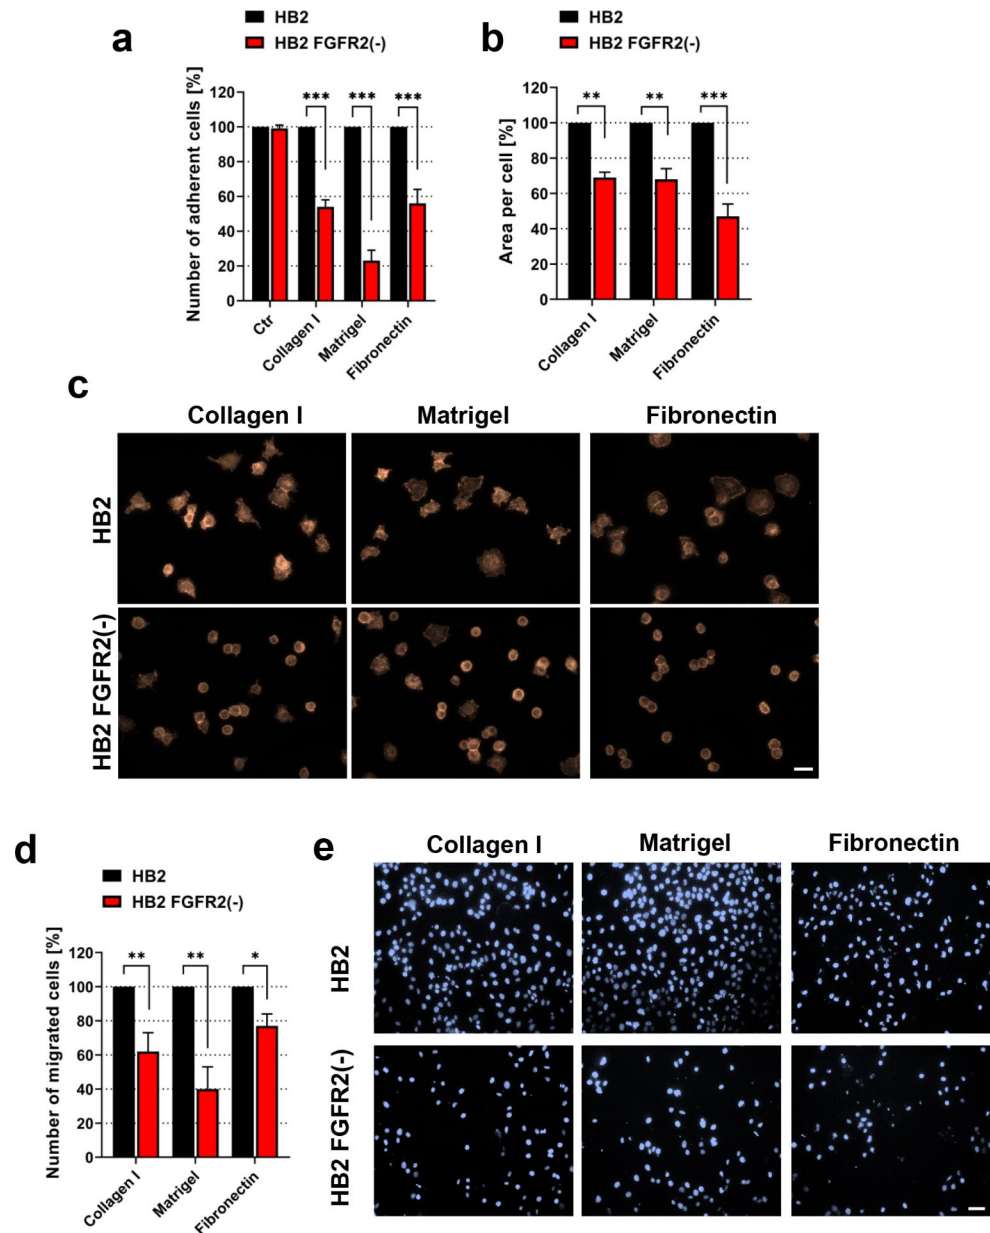 a
HB2
HB2 FGFR2(-)
Number of adherent cells [%]
120
100
80
60
40
20
0
***
***
***
Ctr
Collagen I
Matrigel
Fibronectin
b
HB2
HB2 FGFR2(-)
Area per cell [%]
120
100
80
60
40
20
0
**
**
***
Collagen I
Matrigel
Fibronectin
c
Collagen I
Matrigel
Fibronectin
HB2
HB2 FGFR2(-)
d
HB2
HB2 FGFR2(-)
Number of migrated cells [%]
120
100
80
60
40
20
0
**
**
*
Collagen I
Matrigel
Fibronectin
e
Collagen I
Matrigel
Fibronectin
HB2
HB2 FGFR2(-)